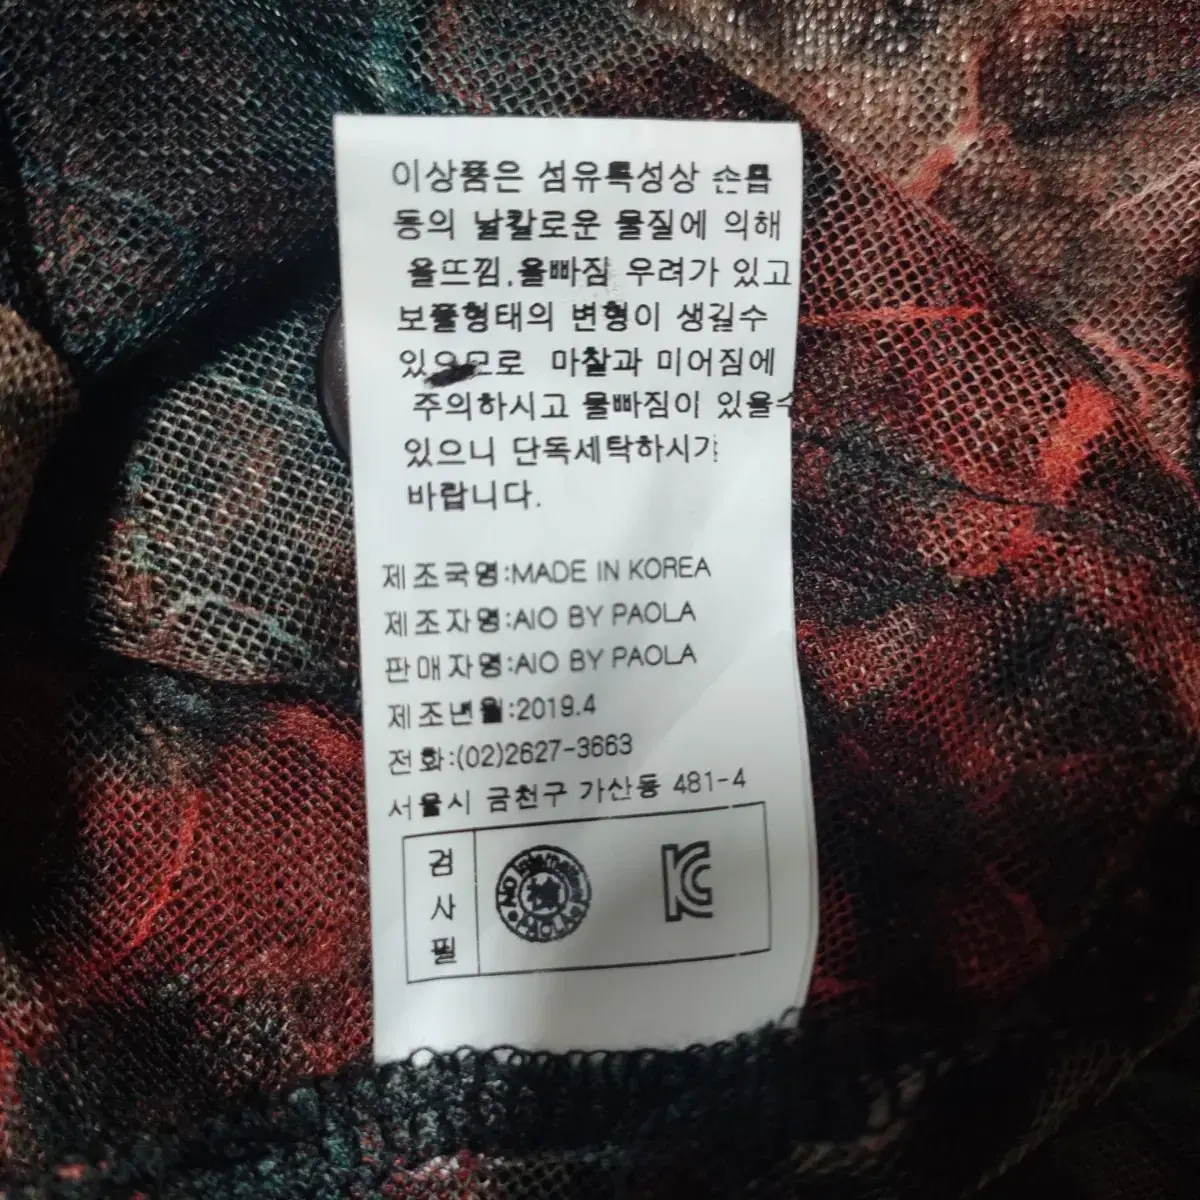 이상품은 섬유특성상 손톱
등의 날칼로운 물질에 의해
올뜨낌,올빠짐 우려가 있고
보풀형태의 변형이 생길수
있으므로 마찰과 미어짐에
주의하시고 물빠짐이 있을수
있으니 단독세탁하시기
바랍니다.
제조국명:MADE IN KOREA
제조자명:AIO BY PAOLA
판매자명:AIO BY PAOLA
제조년월:2019.4
전화:(02)2627-3663
서울시 금천구 가산동 481-4
검
사
필
AIO International
PAOLA
KC